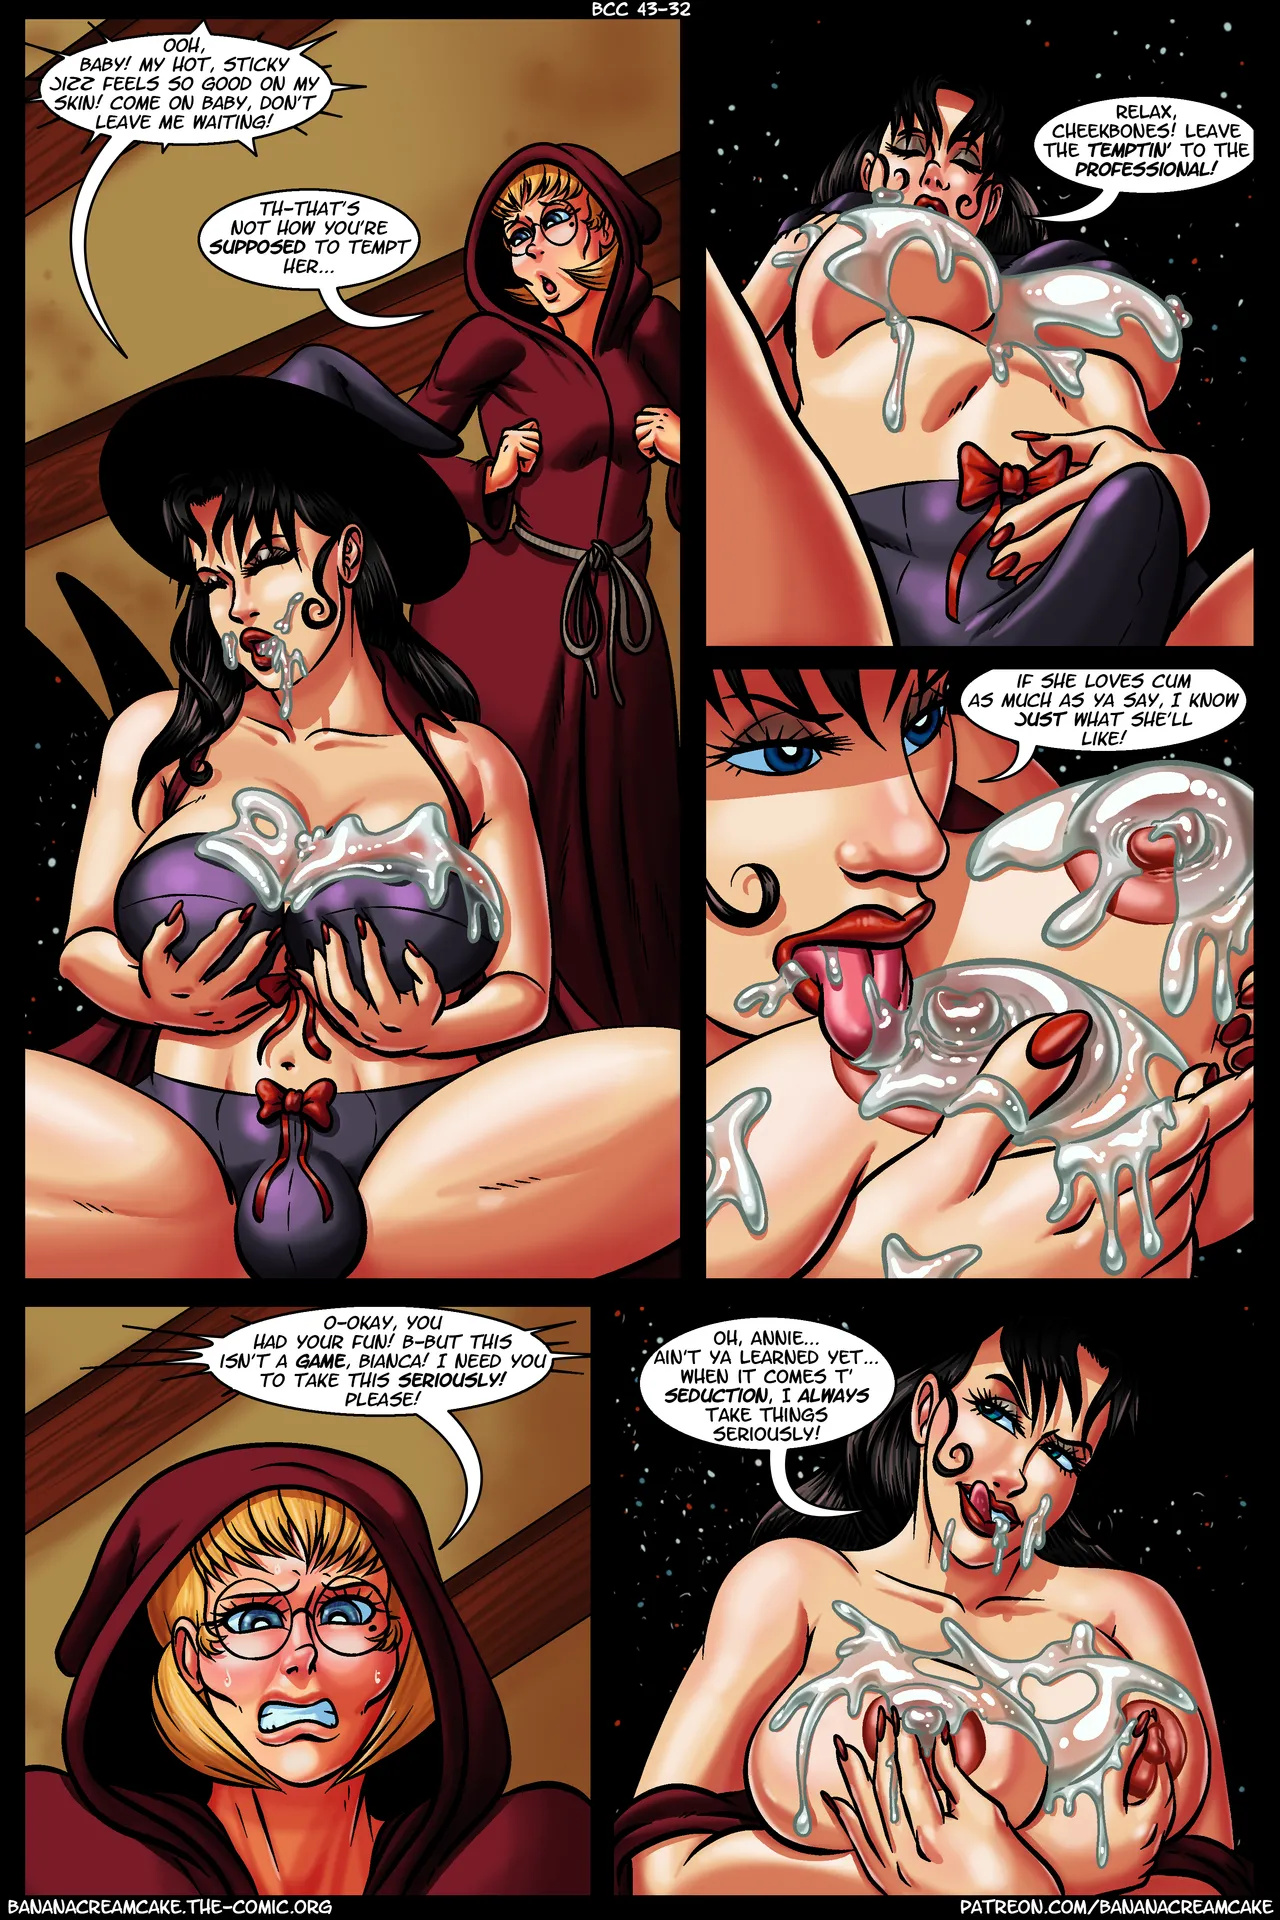 BCC 43-32
OOH,
BABY! MY HOT, STICKY
JIZZ FEELS SO GOOD ON MY
SKIN! COME ON BABY, DON'T
LEAVE ME WAITING!
TH-THAT'S
NOT HOW YOU'RE
SUPPOSED TO TEMPT
HER...
RELAX,
CHEEKBONES! LEAVE
THE TEMPTIN' TO THE
PROFESSIONAL!
IF SHE LOVES CUM
AS MUCH AS YA SAY, I KNOW
JUST WHAT SHE'LL
LIKE!
O-OKAY, YOU
HAD YOUR FUN! B-BUT THIS
ISN'T A GAME, BIANCA! I NEED YOU
TO TAKE THIS SERIOUSLY!
PLEASE!
OH, ANNIE...
AIN'T YA LEARNED YET...
WHEN IT COMES T'
SEDUCTION, I ALWAYS
TAKE THINGS
SERIOUSLY!
BANANACREAMCAKE.THE-COMIC.ORG
PATREON.COM/BANANACREAMCAKE